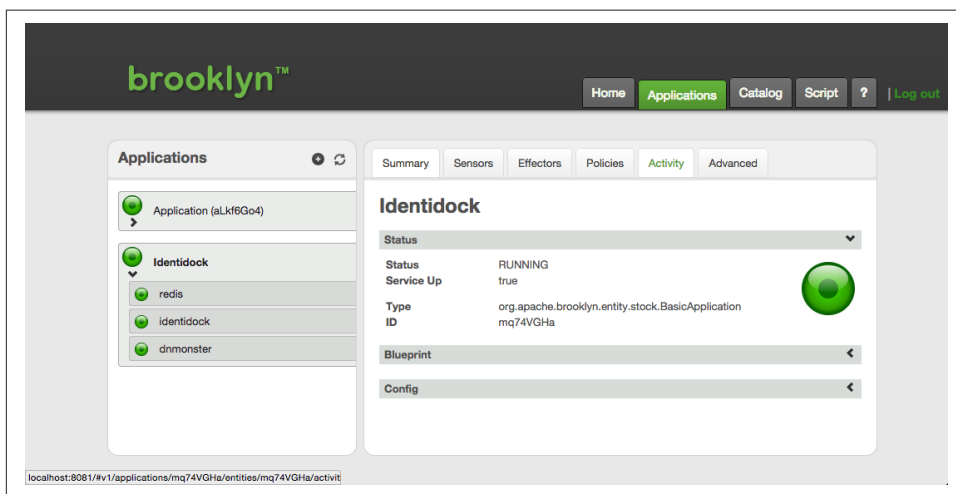 brooklyn™
Home Applications Catalog Script ? | Log out
Applications
Application (aLkf6Go4)
Identidock
redis
identidock
dnmonster
Summary Sensors Effectors Policies Activity Advanced
Identidock
Status
Status RUNNING
Service Up true
Type org.apache.brooklyn.entity.stock.BasicApplication
ID mq74VGHa
Blueprint
Config
localhost:8081/#v1/applications/mq74VGHa/entities/mq74VGHa/activit